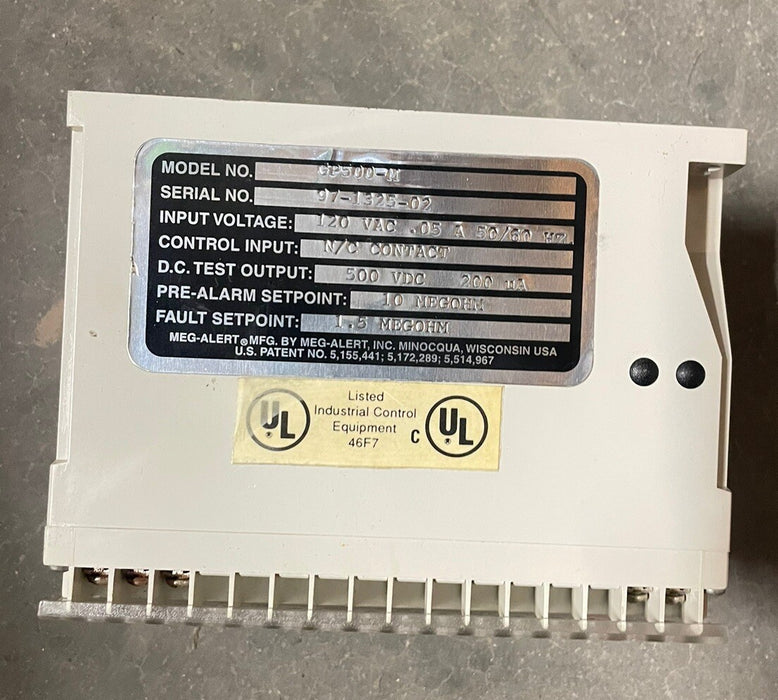 MODEL NO. GP500-M
SERIAL NO. 97-1325-02
INPUT VOLTAGE: 120 VAC .05 A 50/60 HZ.
CONTROL INPUT: N/C CONTACT
D.C. TEST OUTPUT: 500 VDC 200 uA
PRE-ALARM SETPOINT: 10 MEGOHM
FAULT SETPOINT: 1.5 MEGOHM
MEG-ALERT® MFG. BY MEG-ALERT, INC. MINOCQUA, WISCONSIN USA
U.S. PATENT NO. 5,155,441; 5,172,289; 5,514,967
UL ®
Listed
Industrial Control
Equipment
46F7
C UL ®